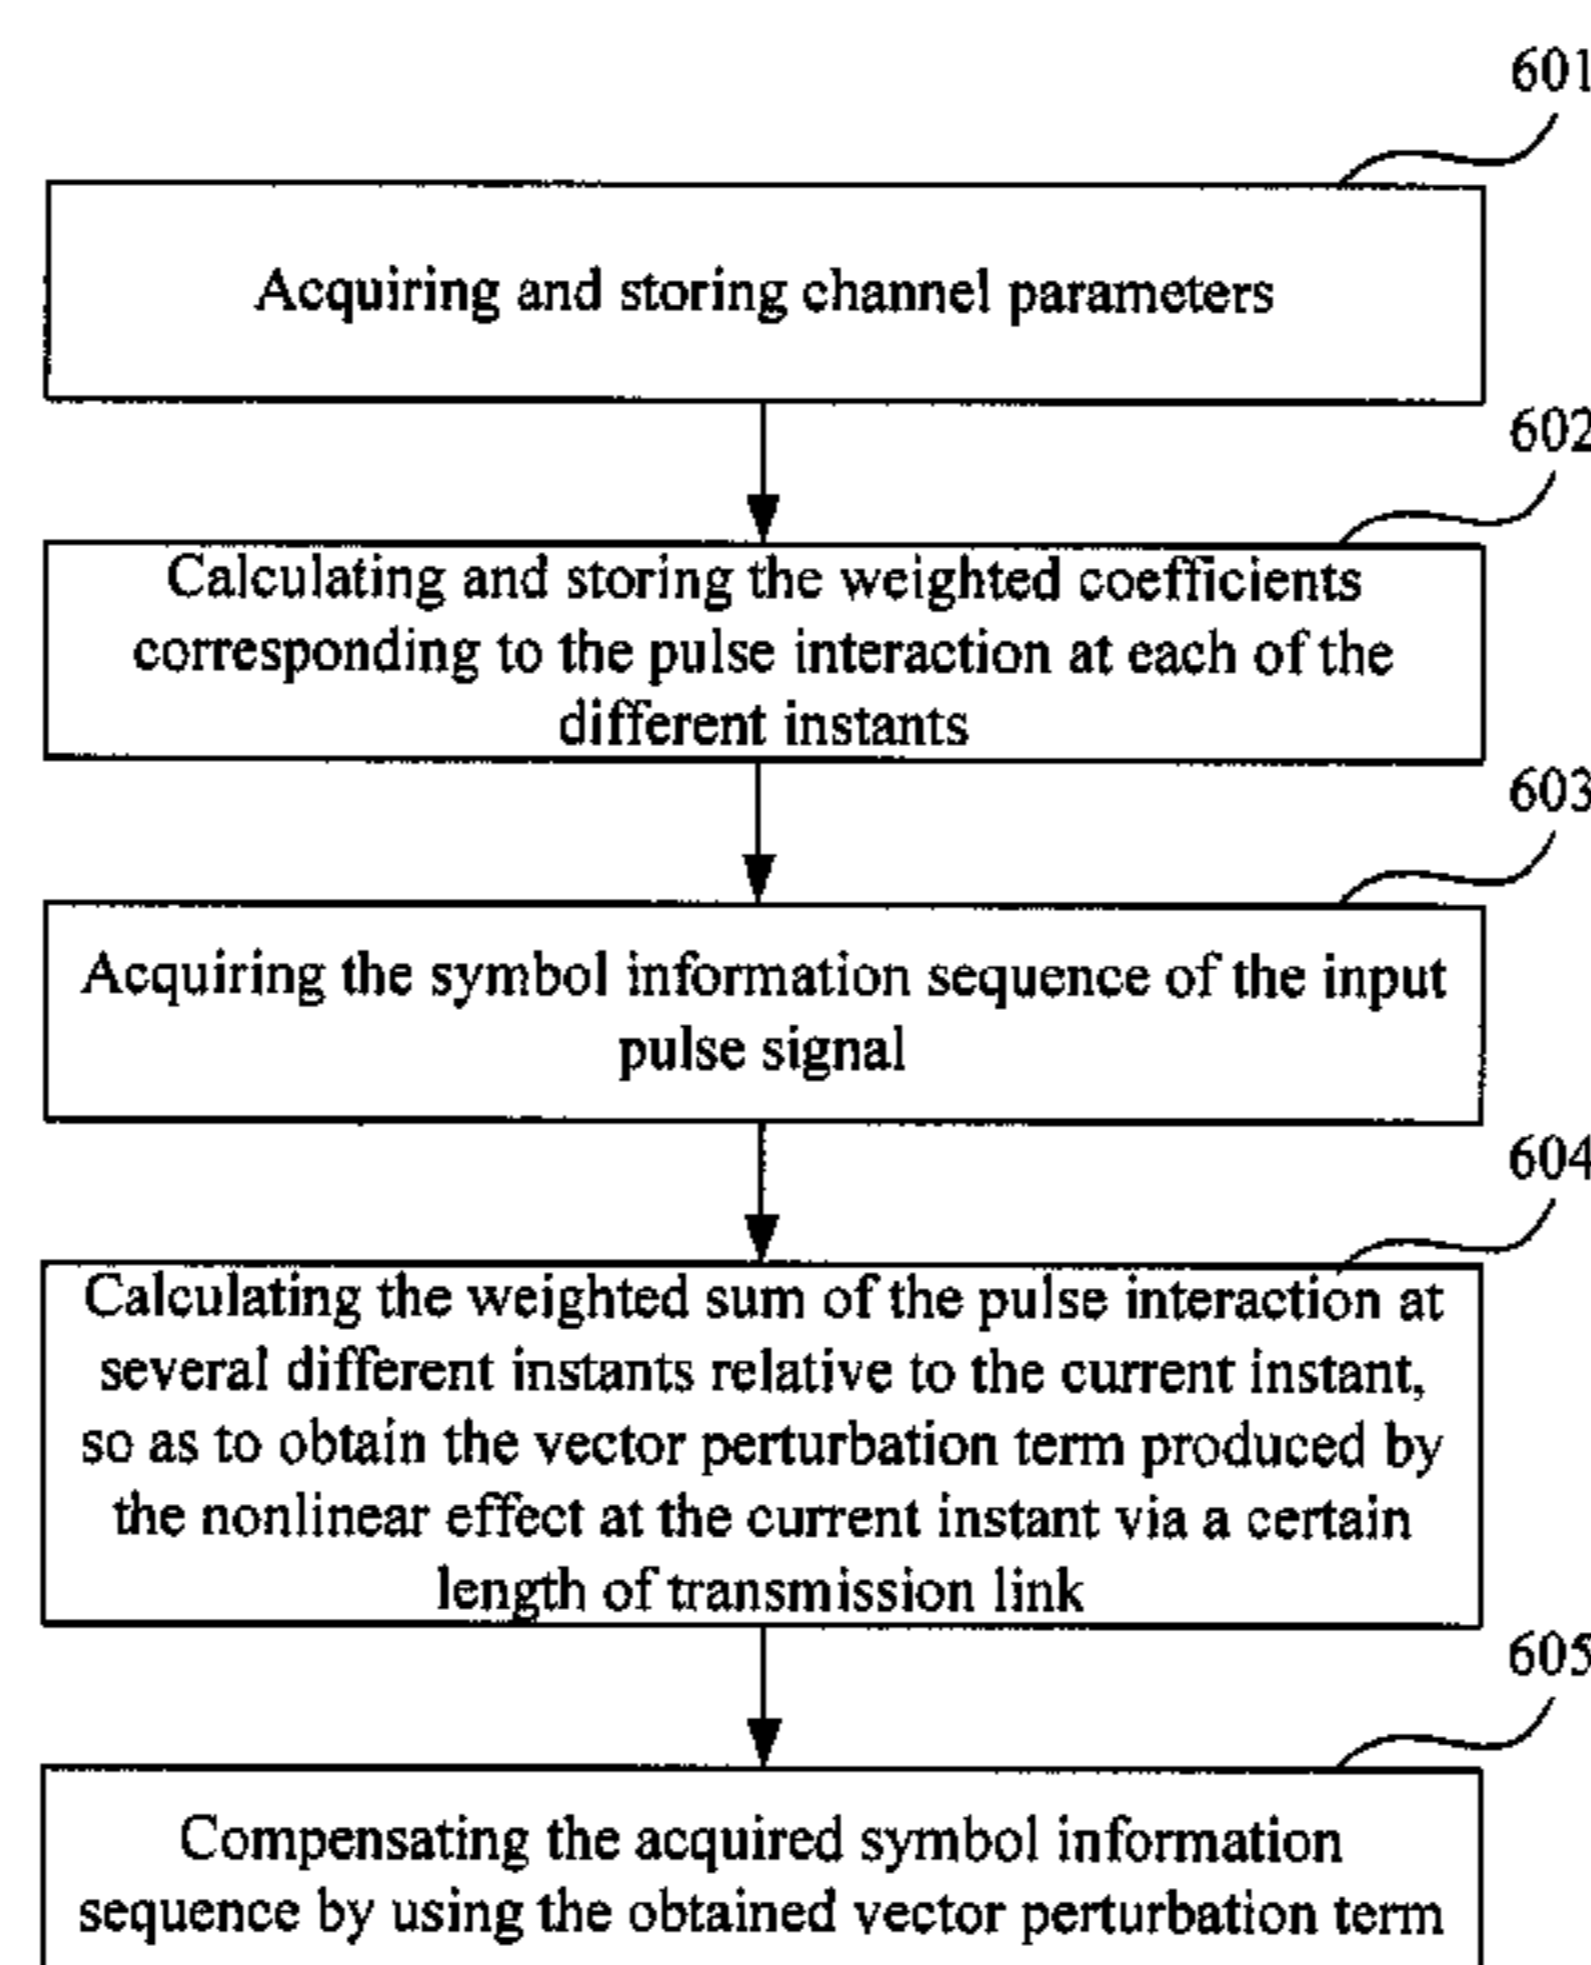 601
Acquiring and storing channel parameters
602
Calculating and storing the weighted coefficients
corresponding to the pulse interaction at each of the
different instants
603
Acquiring the symbol information sequence of the input
pulse signal
604
Calculating the weighted sum of the pulse interaction at
several different instants relative to the current instant,
so as to obtain the vector perturbation term produced by
the nonlinear effect at the current instant via a certain
length of transmission link
605
Compensating the acquired symbol information
sequence by using the obtained vector perturbation term